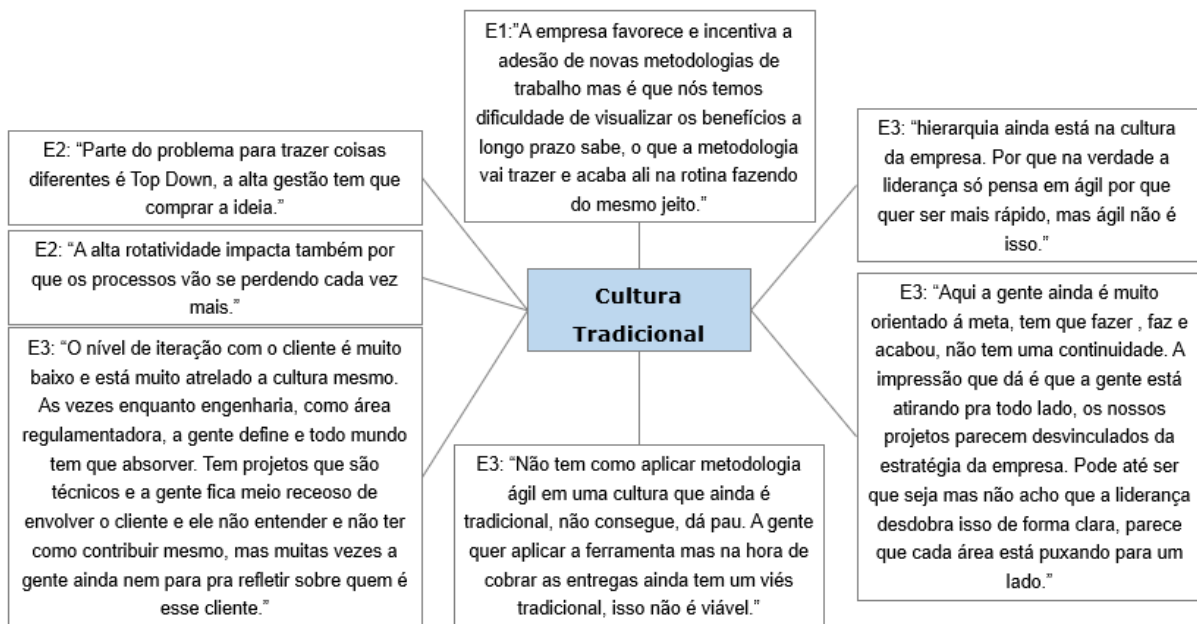 E1:”A empresa favorece e incentiva a
adesão de novas metodologias de
trabalho mas é que nós temos
dificuldade de visualizar os benefícios a
longo prazo sabe, o que a metodologia
vai trazer e acaba ali na rotina fazendo
do mesmo jeito.”
E2: “Parte do problema para trazer coisas
diferentes é Top Down, a alta gestão tem que
comprar a ideia.”
E2: “A alta rotatividade impacta também por
que os processos vão se perdendo cada vez
mais.”
E3: “O nível de iteração com o cliente é muito
baixo e está muito atrelado a cultura mesmo.
As vezes enquanto engenharia, como área
regulamentadora, a gente define e todo mundo
tem que absorver. Tem projetos que são
técnicos e a gente fica meio receoso de
envolver o cliente e ele não entender e não ter
como contribuir mesmo, mas muitas vezes a
gente ainda nem para pra refletir sobre quem é
esse cliente.”
Cultura
Tradicional
E3: “Não tem como aplicar metodologia
ágil em uma cultura que ainda é
tradicional, não consegue, dá pau. A gente
quer aplicar a ferramenta mas na hora de
cobrar as entregas ainda tem um viés
tradicional, isso não é viável.”
E3: “hierarquia ainda está na cultura
da empresa. Por que na verdade a
liderança só pensa em ágil por que
quer ser mais rápido, mas ágil não é
isso.”
E3: “Aqui a gente ainda é muito
orientado á meta, tem que fazer , faz e
acabou, não tem uma continuidade. A
impressão que dá é que a gente está
atirando pra todo lado, os nossos
projetos parecem desvinculados da
estratégia da empresa. Pode até ser
que seja mas não acho que a liderança
desdobra isso de forma clara, parece
que cada área está puxando para um
lado.”